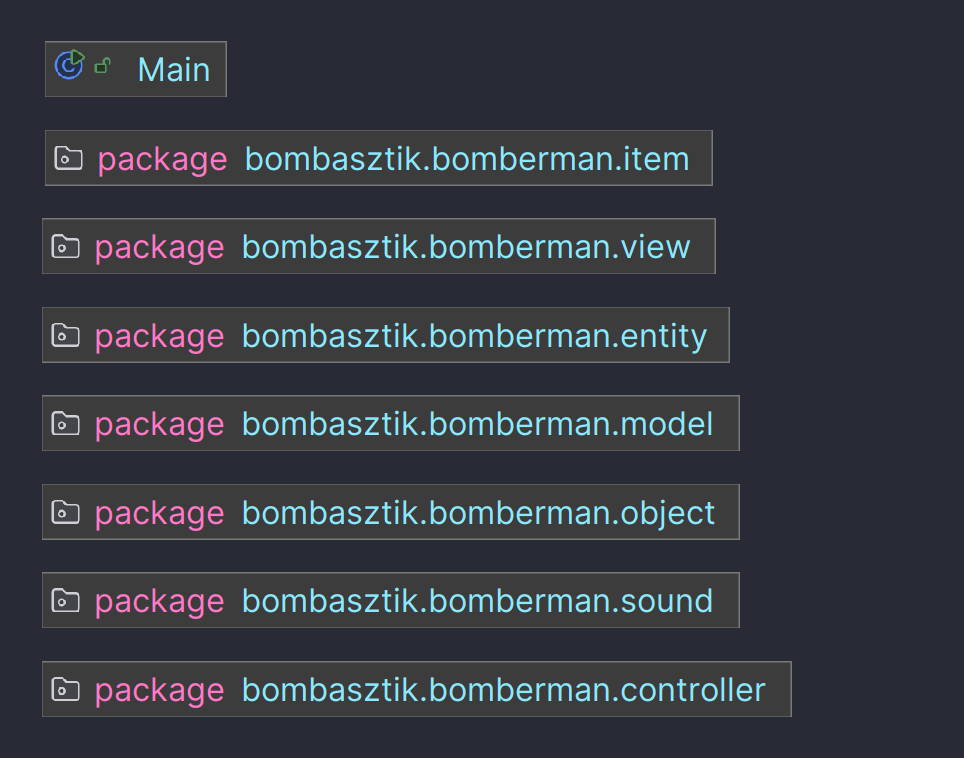 Main
package bombasztik.bomberman.item
package bombasztik.bomberman.view
package bombasztik.bomberman.entity
package bombasztik.bomberman.model
package bombasztik.bomberman.object
package bombasztik.bomberman.sound
package bombasztik.bomberman.controller